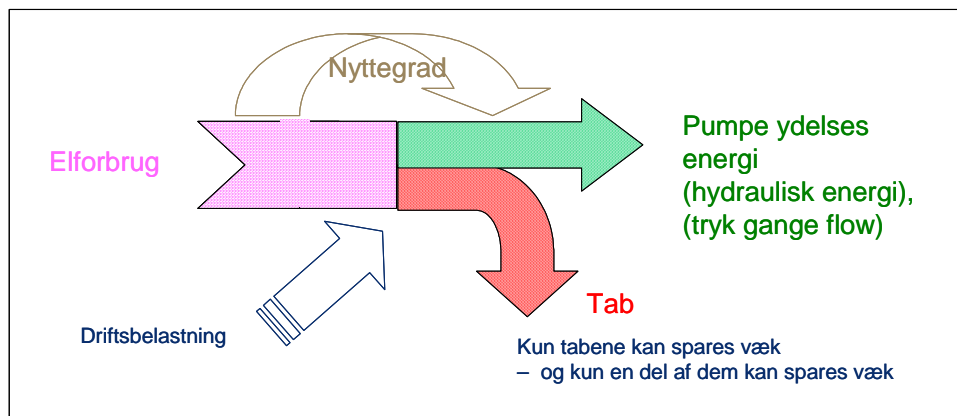 Nyttegrad
Elforbrug
Pumpe ydelses
energi
(hydraulisk energi),
(tryk gange flow)
Tab
Driftsbelastning
Kun tabene kan spares væk
– og kun en del af dem kan spares væk